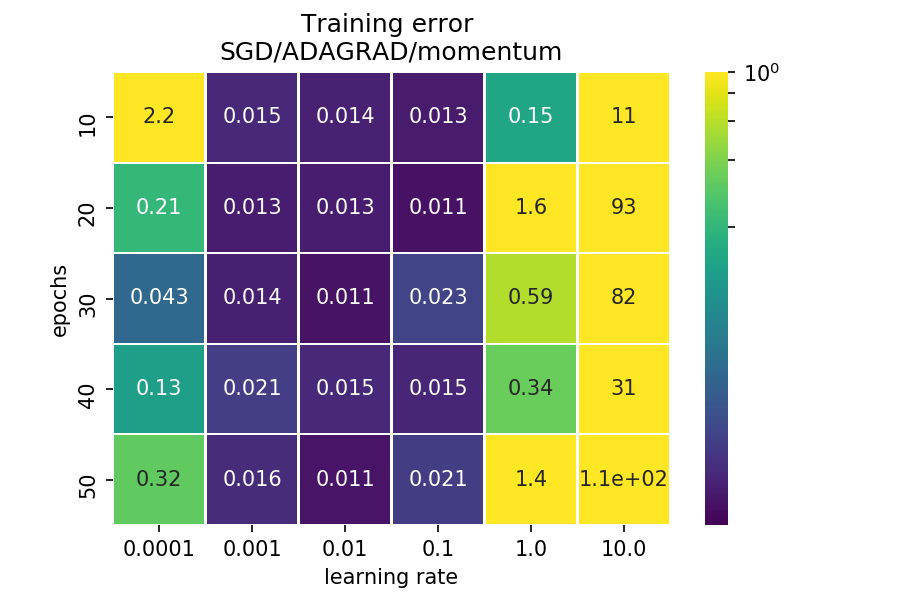 Training error
SGD/ADAGRAD/momentum
10⁰
10 2.2 0.015 0.014 0.013 0.15 11
20 0.21 0.013 0.013 0.011 1.6 93
30 0.043 0.014 0.011 0.023 0.59 82
40 0.13 0.021 0.015 0.015 0.34 31
50 0.32 0.016 0.011 0.021 1.4 1.1e+02
epochs
0.0001 0.001 0.01 0.1 1.0 10.0
learning rate